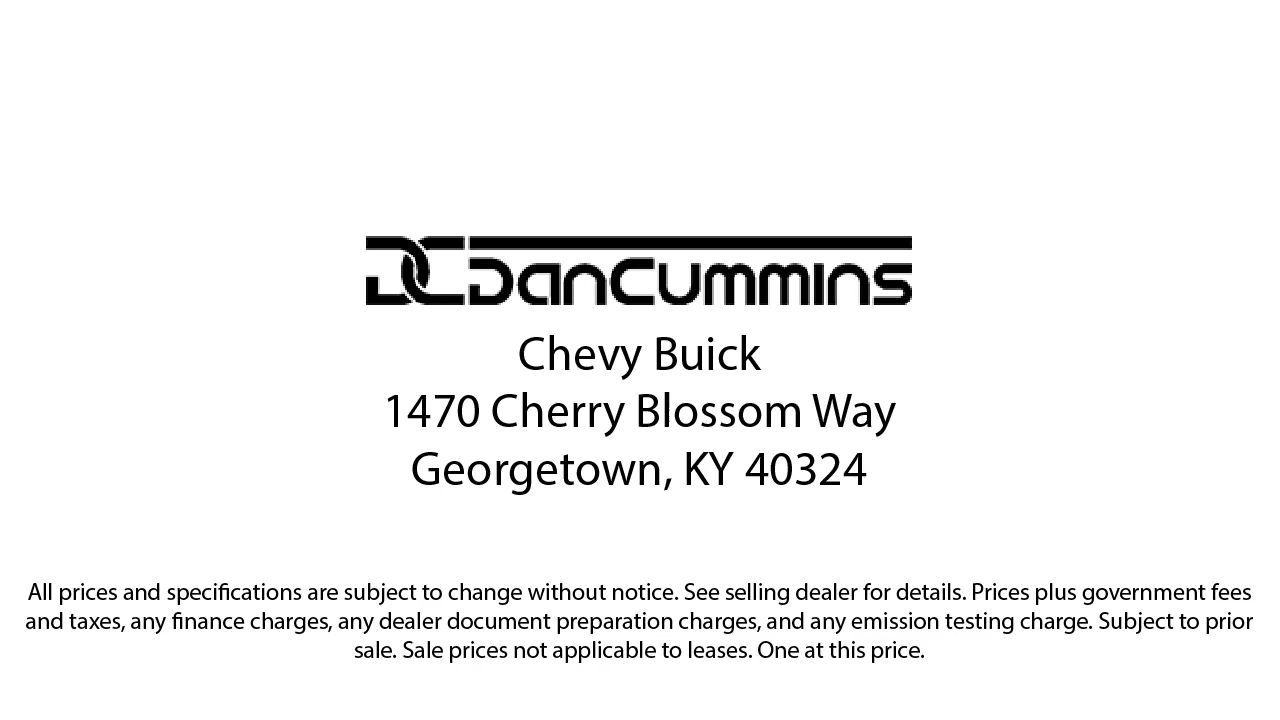 DC DanCummins
Chevy Buick
1470 Cherry Blossom Way
Georgetown, KY 40324
All prices and specifications are subject to change without notice. See selling dealer for details. Prices plus government fees
and taxes, any finance charges, any dealer document preparation charges, and any emission testing charge. Subject to prior
sale. Sale prices not applicable to leases. One at this price.